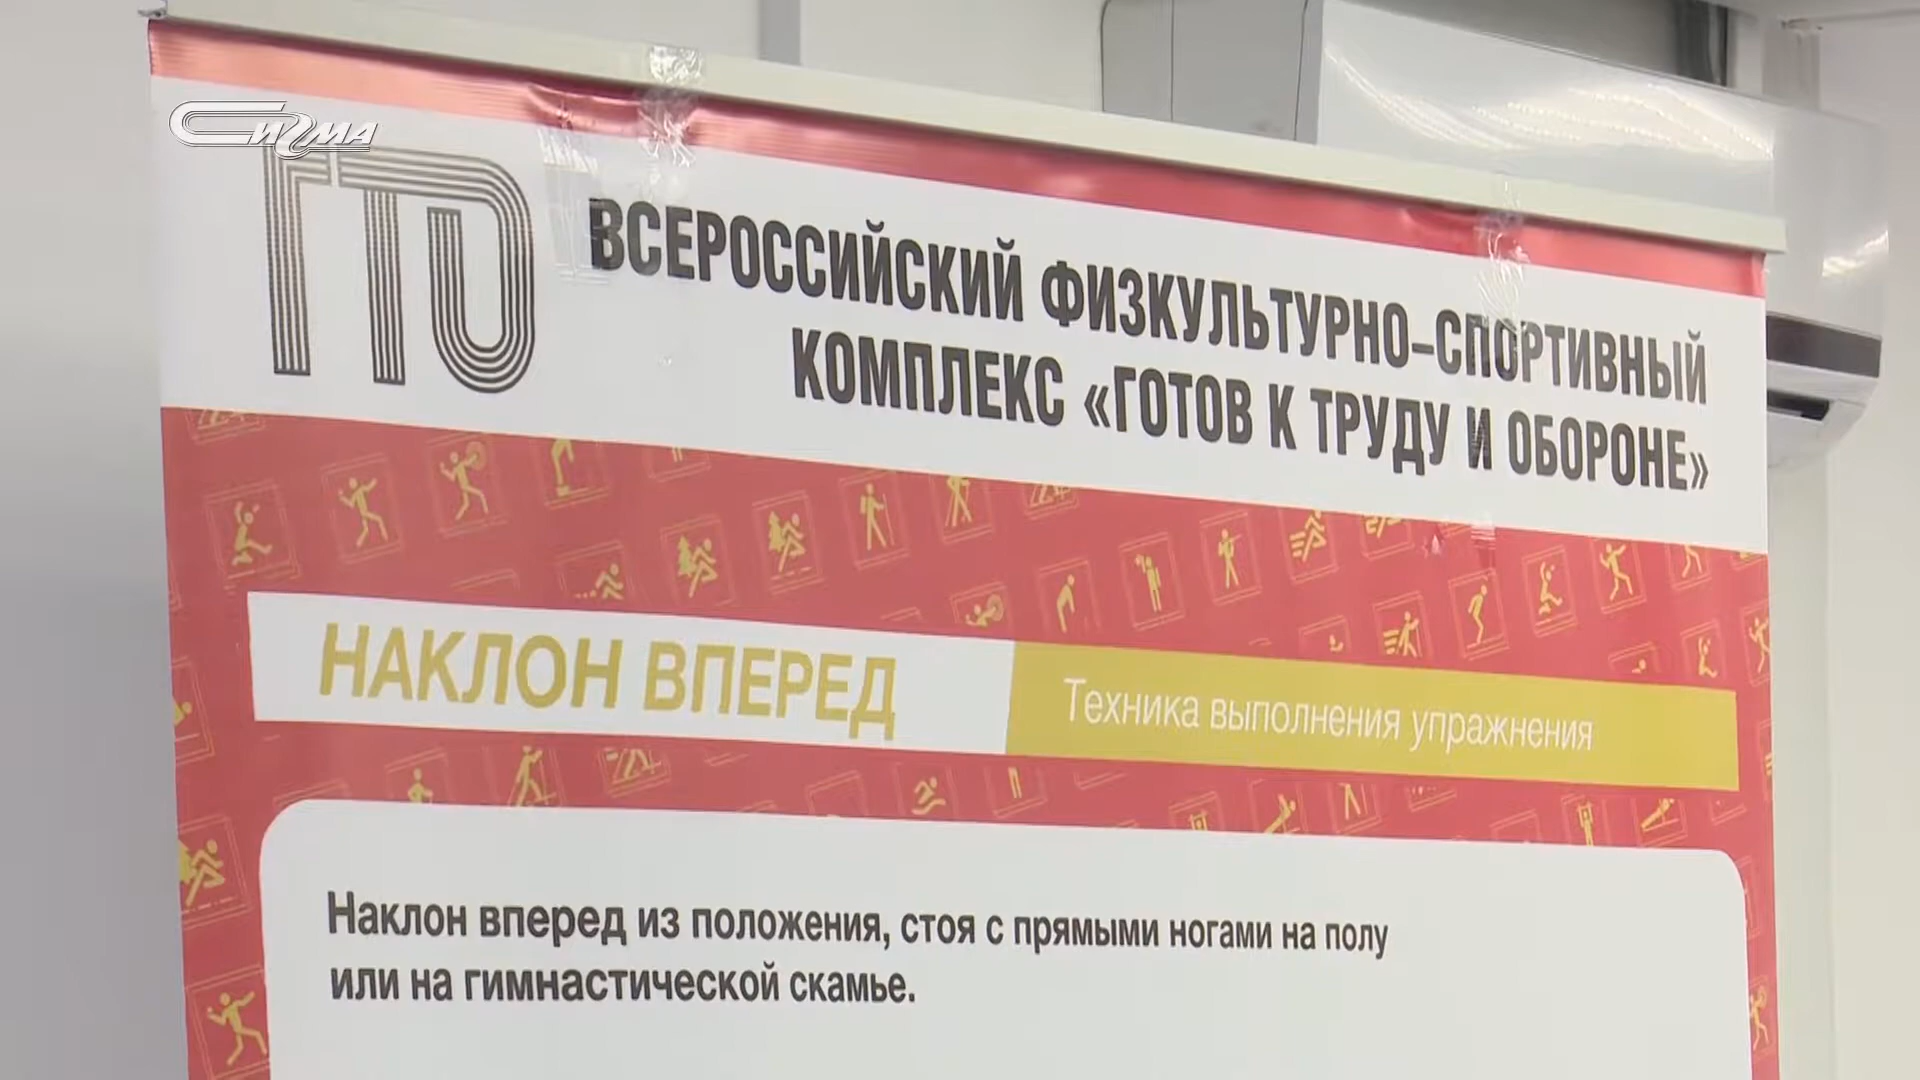 СИГМА
ГТО
ВСЕРОССИЙСКИЙ ФИЗКУЛЬТУРНО-СПОРТИВНЫЙ
КОМПЛЕКС «ГОТОВ К ТРУДУ И ОБОРОНЕ»
НАКЛОН ВПЕРЕД
Техника выполнения упражнения
Наклон вперед из положения, стоя с прямыми ногами на полу
или на гимнастической скамье.